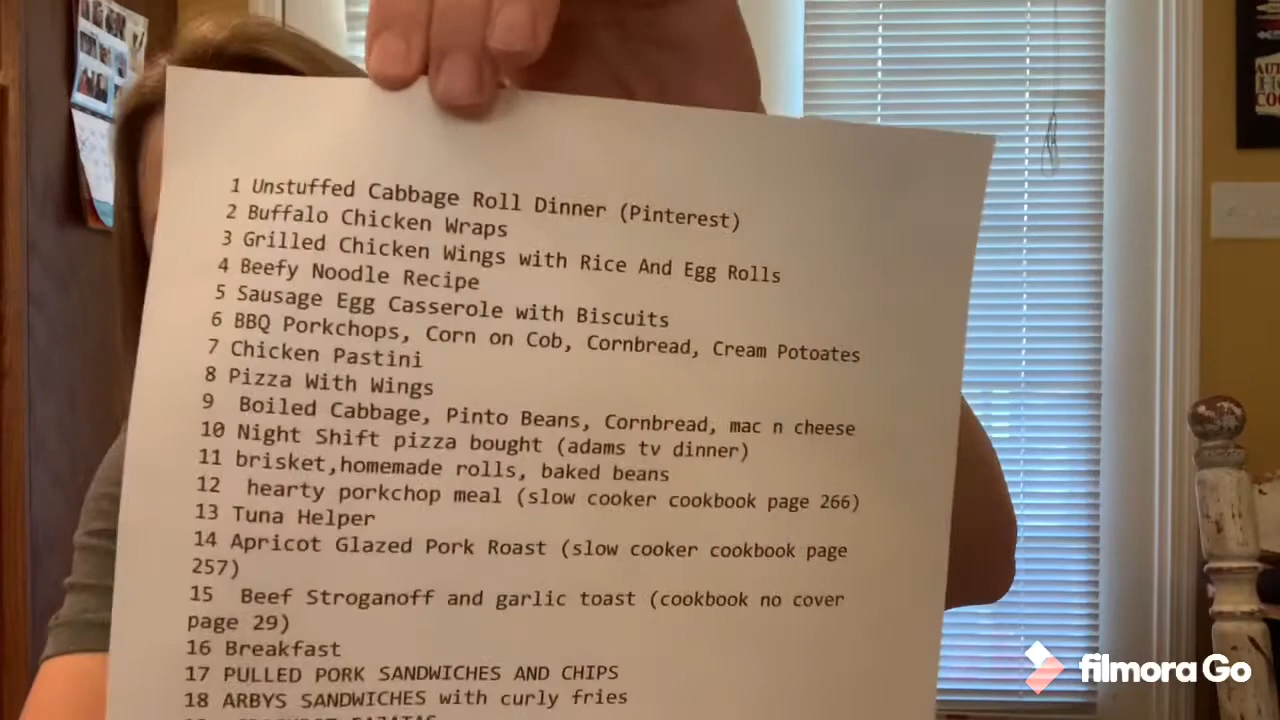 1 Unstuffed Cabbage Roll Dinner (Pinterest)
2 Buffalo Chicken Wraps
3 Grilled Chicken Wings with Rice And Egg Rolls
4 Beefy Noodle Recipe
5 Sausage Egg Casserole with Biscuits
6 BBQ Porkchops, Corn on Cob, Cornbread, Cream Potoates
7 Chicken Pastini
8 Pizza With Wings
9 Boiled Cabbage, Pinto Beans, Cornbread, mac n cheese
10 Night Shift pizza bought (adams tv dinner)
11 brisket,homemade rolls, baked beans
12 hearty porkchop meal (slow cooker cookbook page 266)
13 Tuna Helper
14 Apricot Glazed Pork Roast (slow cooker cookbook page
257)
15 Beef Stroganoff and garlic toast (cookbook no cover
page 29)
16 Breakfast
17 PULLED PORK SANDWICHES AND CHIPS
18 ARBYS SANDWICHES with curly fries
filmora Go